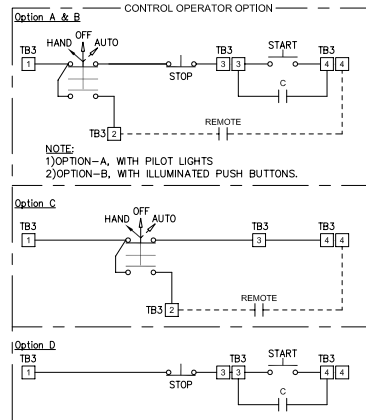 CONTROL OPERATOR OPTION
Option A & B
HAND OFF AUTO
TB3 TB3 START TB3
1 3 3 4 4
STOP C
REMOTE
TB3 2
NOTE:
1)OPTION-A, WITH PILOT LIGHTS
2)OPTION-B, WITH ILLUMINATED PUSH BUTTONS.
Option C
HAND OFF AUTO
TB3 TB3 TB3
1 3 4 4
REMOTE
TB3 2
Option D
TB3 TB3 START TB3
1 3 3 4 4
STOP C